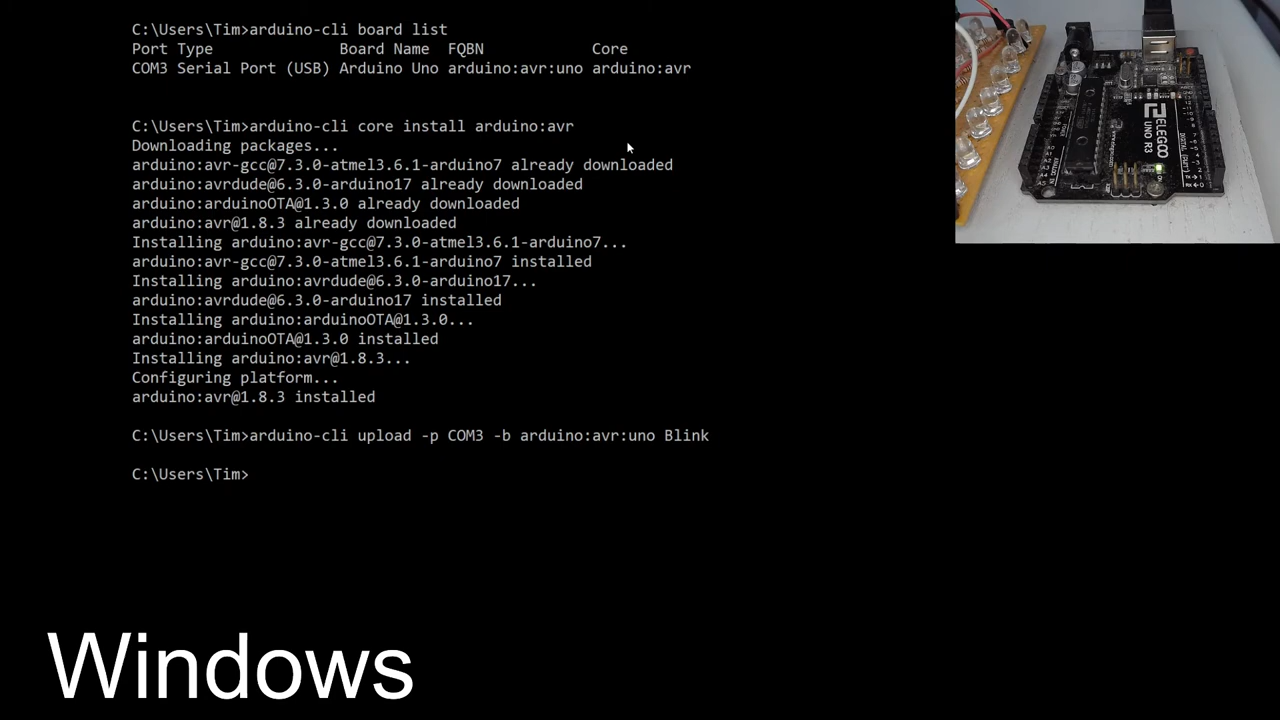 C:\Users\Tim>arduino-cli board list
Port Type              Board Name  FQBN            Core
COM3 Serial Port (USB) Arduino Uno arduino:avr:uno arduino:avr
C:\Users\Tim>arduino-cli core install arduino:avr
Downloading packages...
arduino:avr-gcc@7.3.0-atmel3.6.1-arduino7 already downloaded
arduino:avrdude@6.3.0-arduino17 already downloaded
arduino:arduinoOTA@1.3.0 already downloaded
arduino:avr@1.8.3 already downloaded
Installing arduino:avr-gcc@7.3.0-atmel3.6.1-arduino7...
arduino:avr-gcc@7.3.0-atmel3.6.1-arduino7 installed
Installing arduino:avrdude@6.3.0-arduino17...
arduino:avrdude@6.3.0-arduino17 installed
Installing arduino:arduinoOTA@1.3.0...
arduino:arduinoOTA@1.3.0 installed
Installing arduino:avr@1.8.3...
Configuring platform...
arduino:avr@1.8.3 installed
C:\Users\Tim>arduino-cli upload -p COM3 -b arduino:avr:uno Blink
C:\Users\Tim>
ELEGOO
UNO R3
Windows